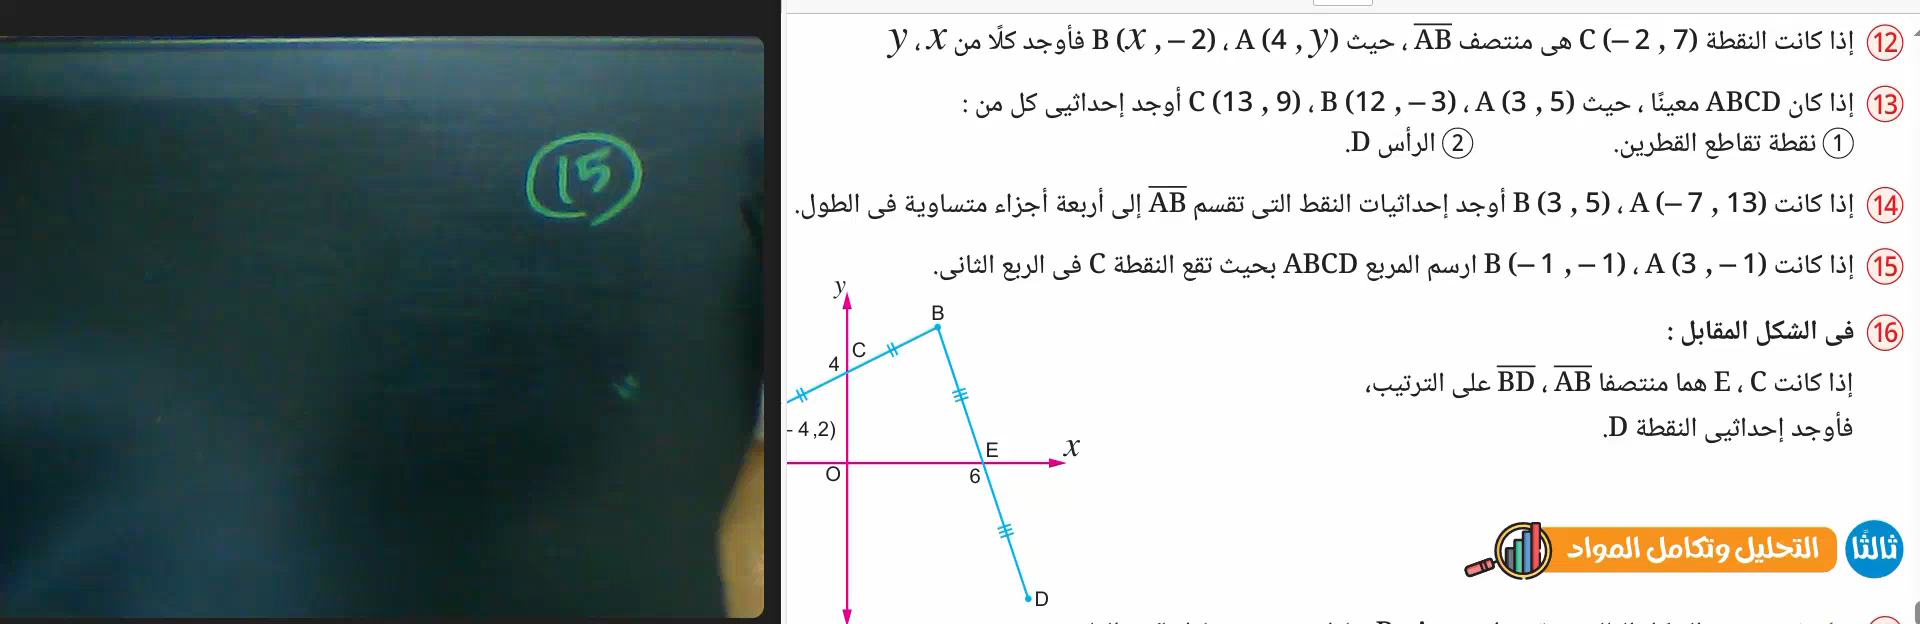 15
12 إذا كانت النقطة C (– 2 , 7) هى منتصف AB ، حيث A (4 , y) ، B (x , – 2) فأوجد كلًا من x ، y
13 إذا كان ABCD معينًا ، حيث A (3 , 5) ، B (12 , – 3) ، C (13 , 9) أوجد إحداثيى كل من :
1 نقطة تقاطع القطرين. 2 الرأس D.
14 إذا كانت A (– 7 , 13) ، B (3 , 5) أوجد إحداثيات النقط التى تقسم AB إلى أربعة أجزاء متساوية فى الطول.
15 إذا كانت A (3 , – 1) ، B (– 1 , – 1) ارسم المربع ABCD بحيث تقع النقطة C فى الربع الثانى.
16 فى الشكل المقابل :
إذا كانت E ، C هما منتصفا AB ، BD على الترتيب،
فأوجد إحداثيى النقطة D.
y
B
C
4
- 4 ,2)
E
x
O
6
D
ثالثًا التحليل وتكامل المواد